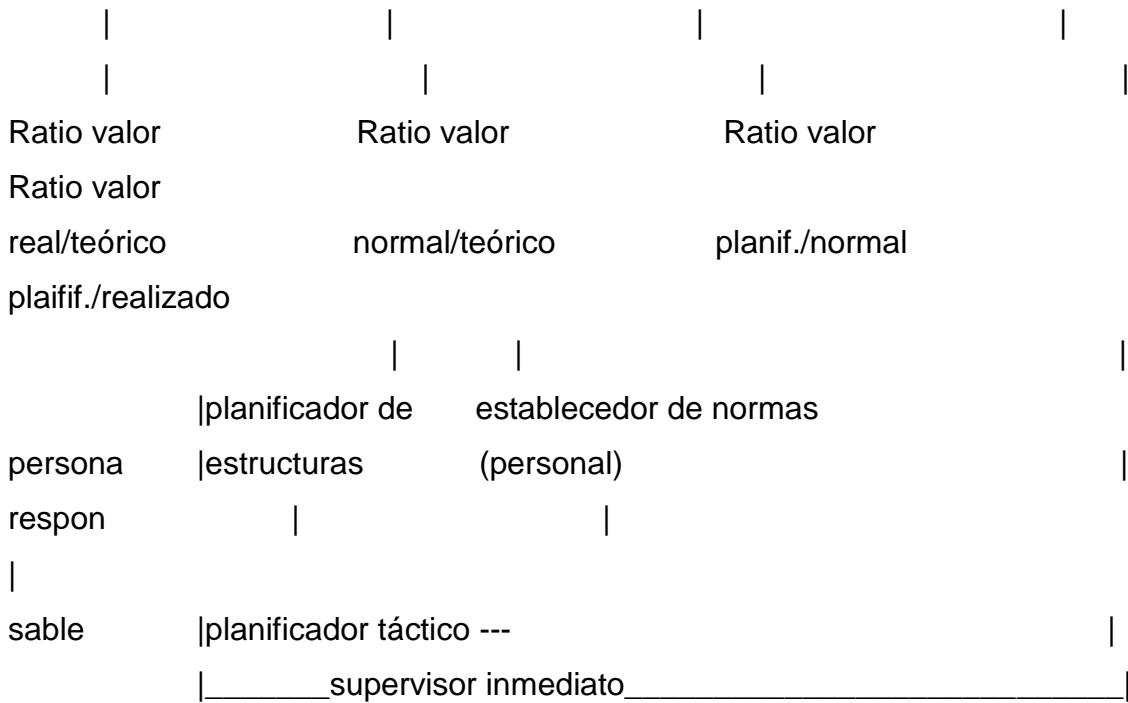 |                |                |                |
|                |                |                |
Ratio valor                Ratio valor                Ratio valor
Ratio valor
real/teórico                normal/teórico                planif./normal
plaifif./realizado
|                |                |
|planificador de        establecedor de normas
persona        |estructuras                (personal)                |
respon                |                |
|
sable        |planificador táctico ---                |
|_______supervisor inmediato____________________________|